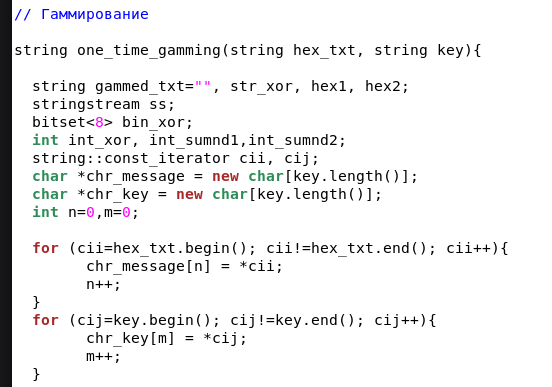 // Гаммирование
string one_time_gamming(string hex_txt, string key){
string gammed_txt="", str_xor, hex1, hex2;
stringstream ss;
bitset<8> bin_xor;
int int_xor, int_sumnd1,int_sumnd2;
string::const_iterator cii, cij;
char *chr_message = new char[key.length()];
char *chr_key = new char[key.length()];
int n=0,m=0;
for (cii=hex_txt.begin(); cii!=hex_txt.end(); cii++){
chr_message[n] = *cii;
n++;
}
for (cij=key.begin(); cij!=key.end(); cij++){
chr_key[m] = *cij;
m++;
}